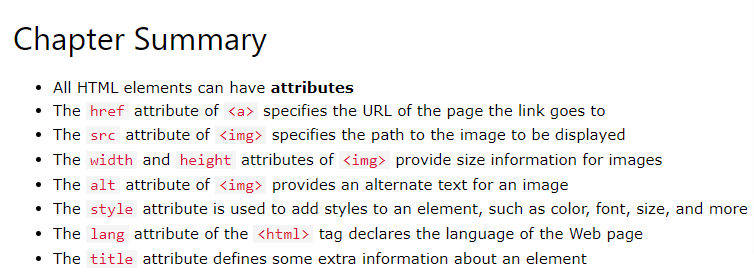 Chapter Summary
• All HTML elements can have attributes
• The href attribute of <a> specifies the URL of the page the link goes to
• The src attribute of <img> specifies the path to the image to be displayed
• The width and height attributes of <img> provide size information for images
• The alt attribute of <img> provides an alternate text for an image
• The style attribute is used to add styles to an element, such as color, font, size, and more
• The lang attribute of the <html> tag declares the language of the Web page
• The title attribute defines some extra information about an element